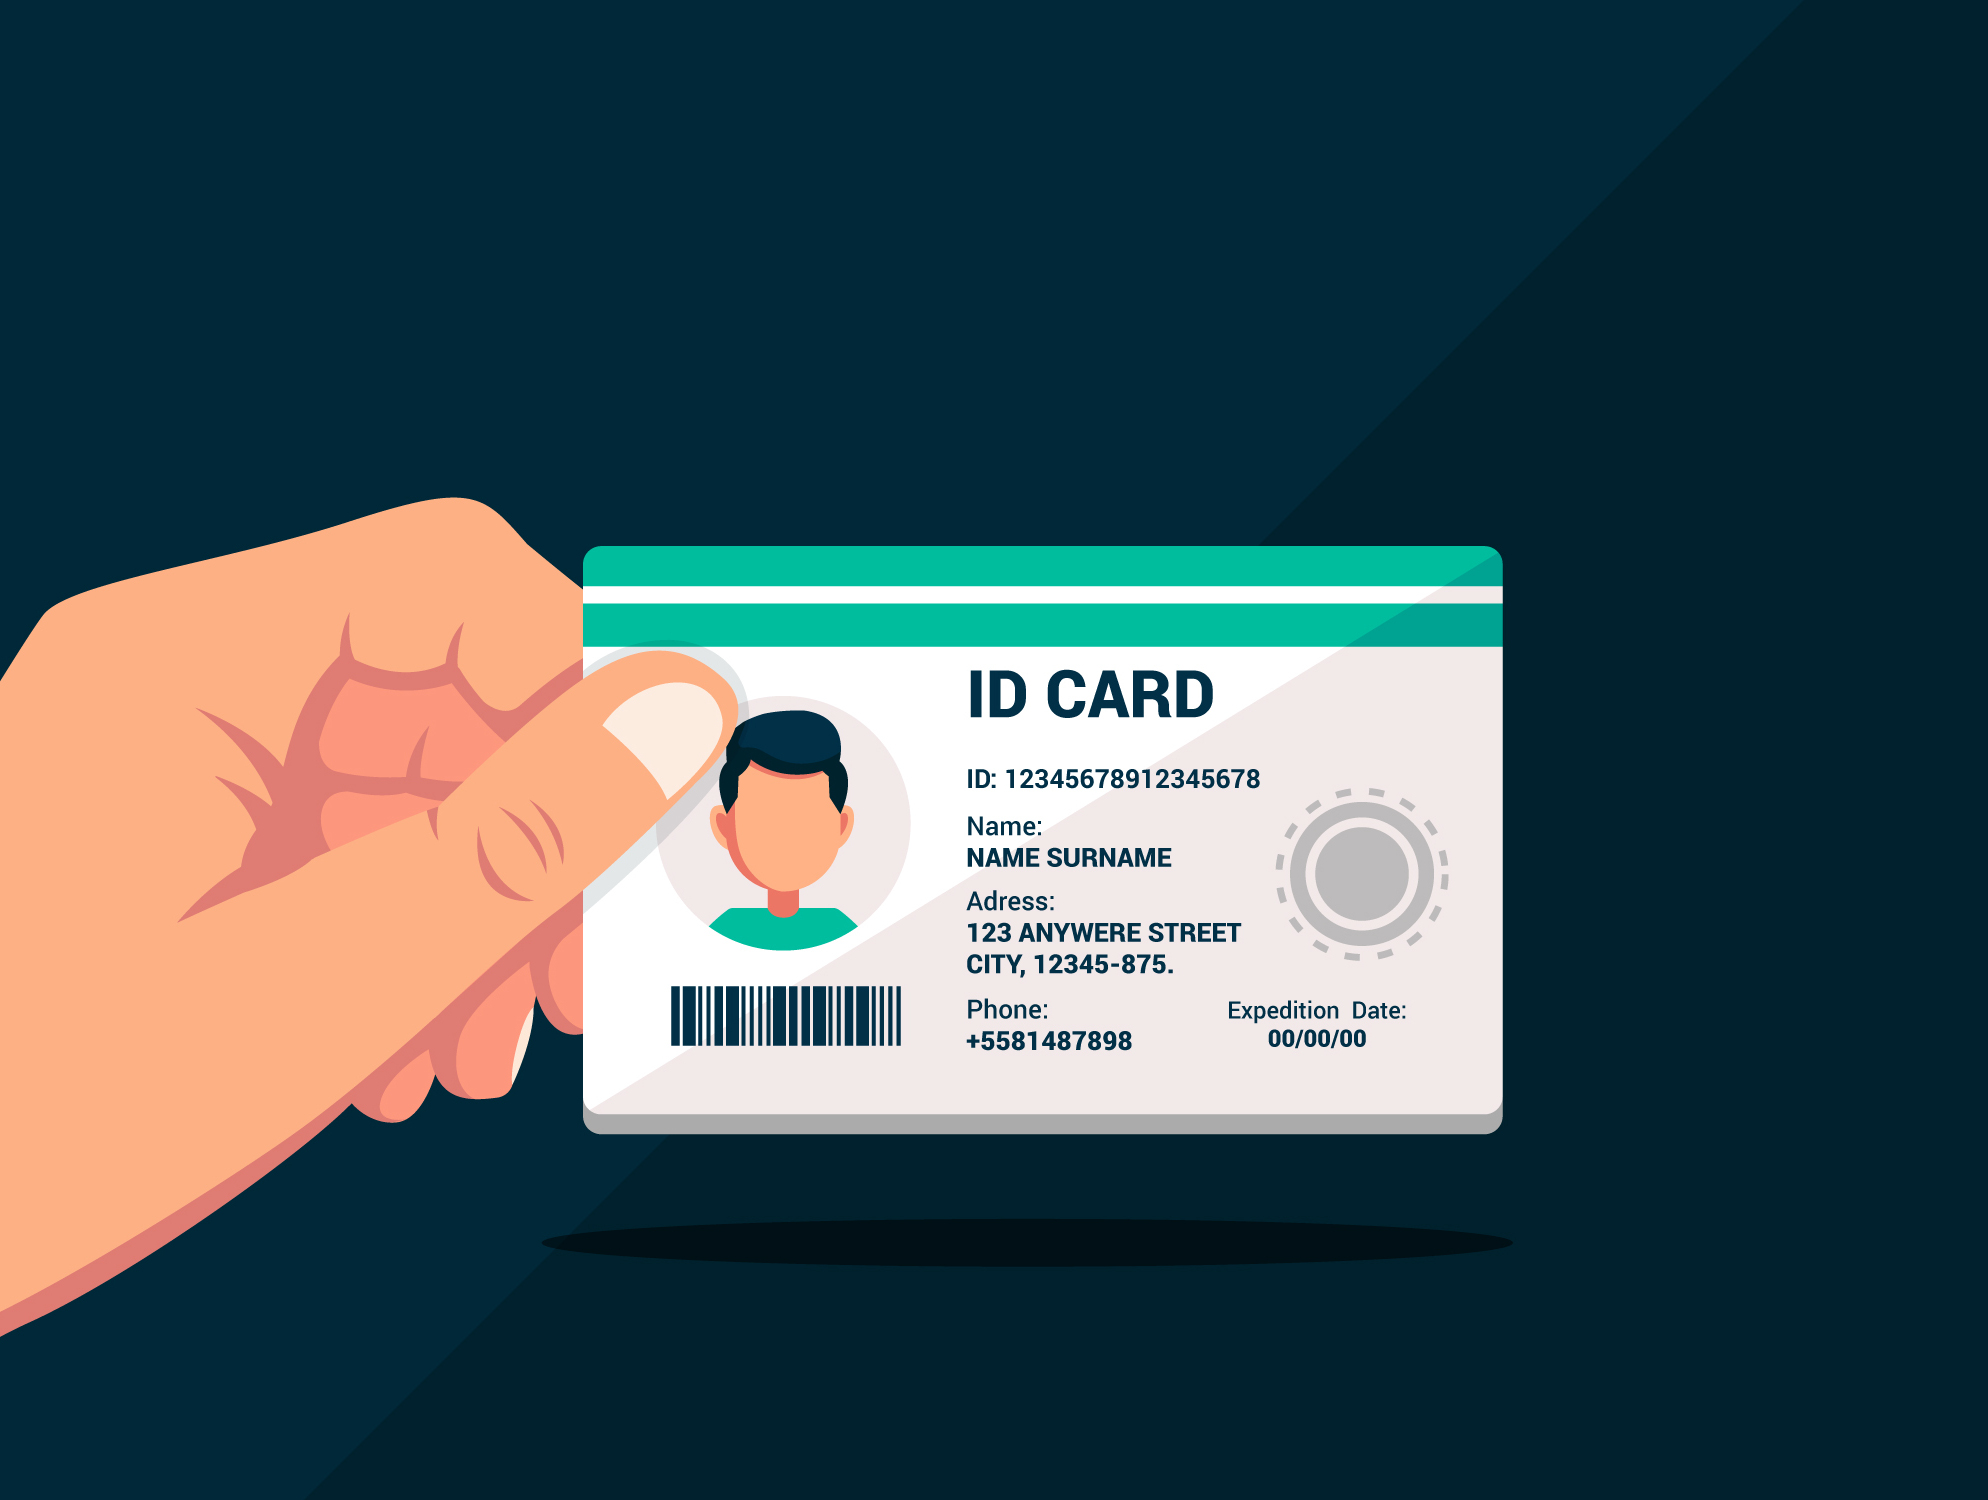 ID CARD
ID: 12345678912345678
Name:
NAME SURNAME
Adress:
123 ANYWERE STREET
CITY, 12345-875.
Phone:
+5581487898
Expedition Date:
00/00/00